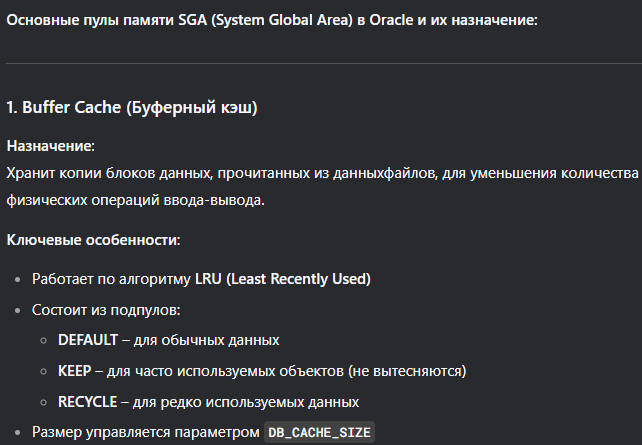 Основные пулы памяти SGA (System Global Area) в Oracle и их назначение:
1. Buffer Cache (Буферный кэш)
Назначение:
Хранит копии блоков данных, прочитанных из данныхфайлов, для уменьшения количества
физических операций ввода-вывода.
Ключевые особенности:
• Работает по алгоритму LRU (Least Recently Used)
• Состоит из подпулов:
◦ DEFAULT – для обычных данных
◦ KEEP – для часто используемых объектов (не вытесняются)
◦ RECYCLE – для редко используемых данных
• Размер управляется параметром DB_CACHE_SIZE